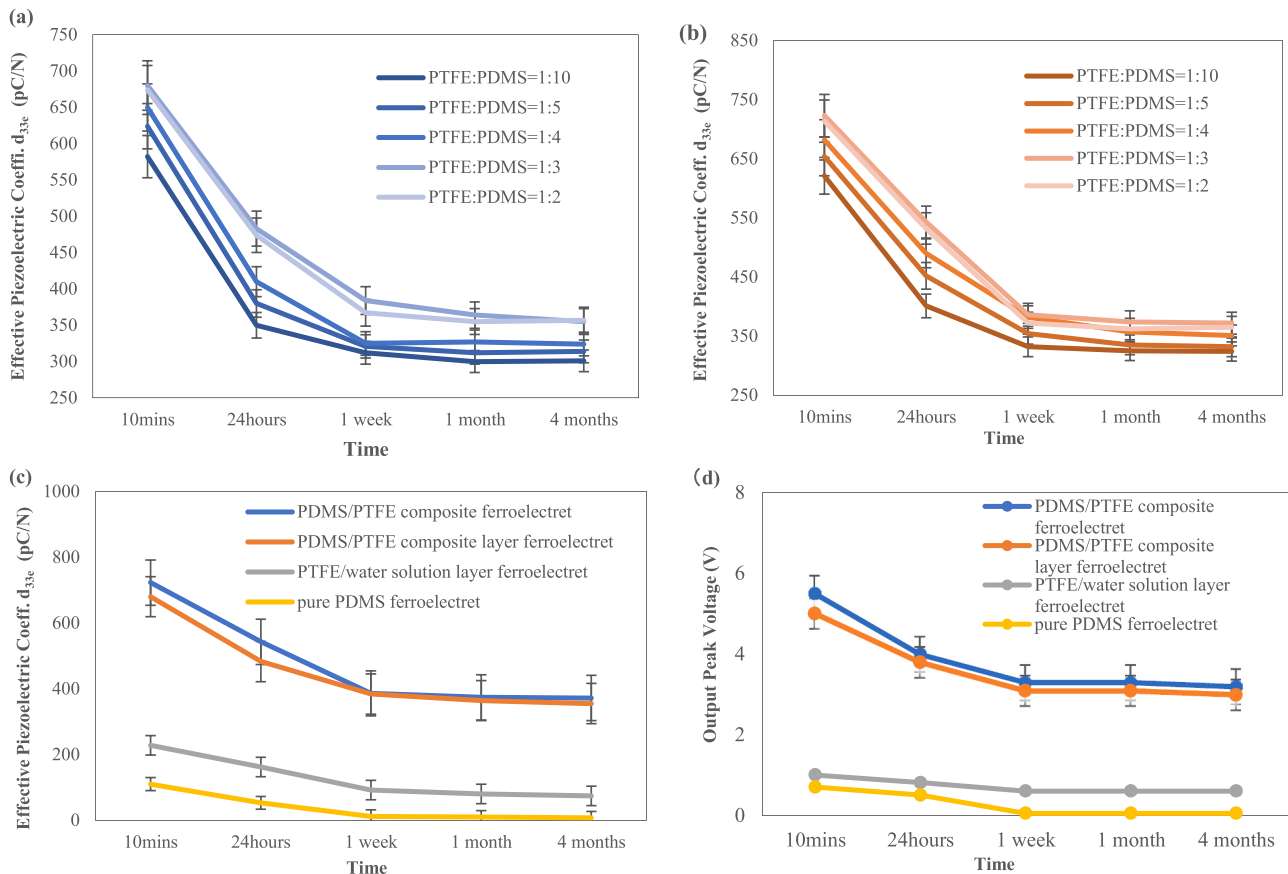 (a)
Effective Piezoelectric Coeffi. d33e (pC/N)
750
700
650
600
550
500
450
400
350
300
250
PTFE:PDMS=1:10
PTFE:PDMS=1:5
PTFE:PDMS=1:4
PTFE:PDMS=1:3
PTFE:PDMS=1:2
10mins
24hours
1 week
1 month
4 months
Time
(b)
Effective Piezoelectric Coeff. d33e (pC/N)
850
750
650
550
450
350
250
PTFE:PDMS=1:10
PTFE:PDMS=1:5
PTFE:PDMS=1:4
PTFE:PDMS=1:3
PTFE:PDMS=1:2
10mins
24hours
1 week
1 month
4 months
Time
(c)
Effective Piezoelectric Coeff. d33e (pC/N)
1000
800
600
400
200
0
PDMS/PTFE composite ferroelectret
PDMS/PTFE composite layer ferroelectret
PTFE/water solution layer ferroelectret
pure PDMS ferroelectret
10mins
24hours
1 week
1 month
4 months
Time
(d)
Output Peak Voltage (V)
8
6
4
2
0
PDMS/PTFE composite
ferroelectret
PDMS/PTFE composite
layer ferroelectret
PTFE/water solution layer
ferroelectret
pure PDMS ferroelectret
10mins
24hours
1 week
1 month
4 months
Time